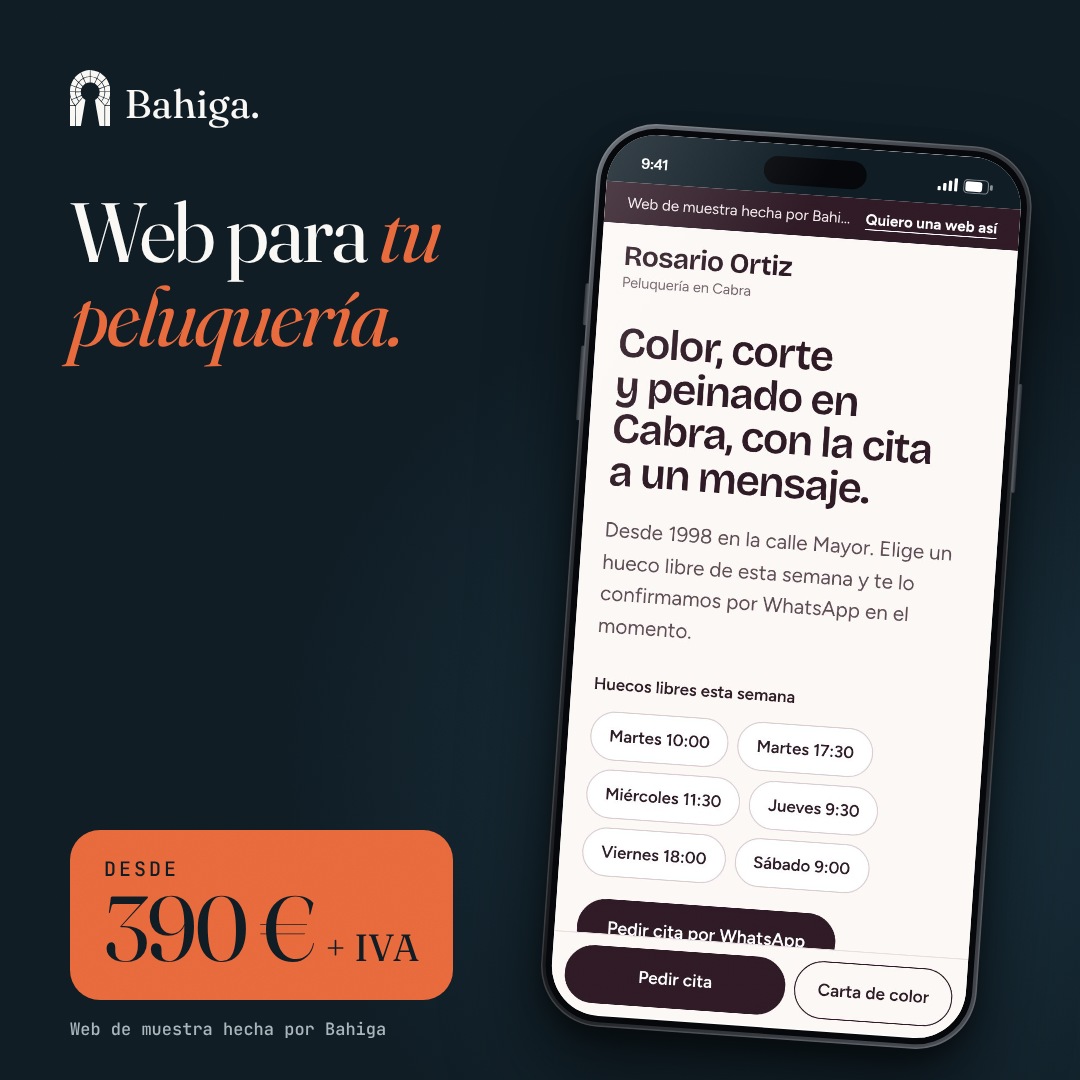 Bahiga.
Web para tu
peluquería.
DESDE
390 € + IVA
Web de muestra hecha por Bahiga
9:41
Web de muestra hecha por Bahi... Quiero una web así
Rosario Ortiz
Peluquería en Cabra
Color, corte
y peinado en
Cabra, con la cita
a un mensaje.
Desde 1998 en la calle Mayor. Elige un
hueco libre de esta semana y te lo
confirmamos por WhatsApp en el
momento.
Huecos libres esta semana
Martes 10:00 Martes 17:30
Miércoles 11:30 Jueves 9:30
Viernes 18:00 Sábado 9:00
Pedir cita por WhatsApp
Pedir cita Carta de color